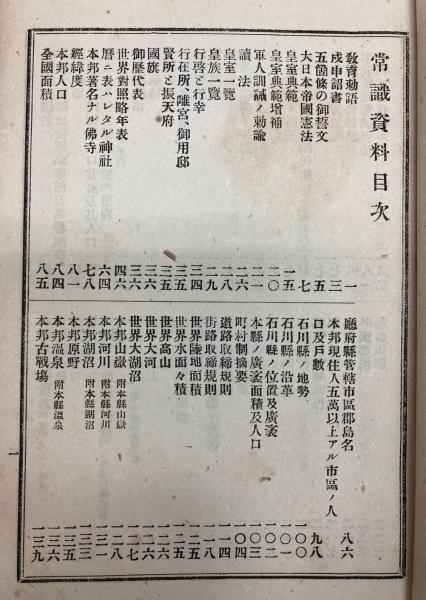 常識資料目次
敎育勅語 一
戊申詔書 三
五箇條の御誓文 五
大日本帝國憲法 七
皇室典範 一五
皇室典範增補 二〇
軍人訓誡ノ勅諭 二一
讀法 二六
皇室一覽 二八
皇族一覽 二九
行啓と行幸 三四
行在所、離宮、御用邸 三五
賢所と振天府 三五
國旗 三六
御歷代表 三六
世界對照略年表 四六
曆ニ表ハレタル神社 六四
本邦著名ナル佛寺 七八
經緯度 八一
本邦人口 八四
全國面積 八五
廳府縣管轄市區郡島名 八六
本邦現住人五萬以上アル市區ノ人
口及戶數 九八
石川縣ノ地勢 一〇〇
石川縣ノ沿革 一〇〇
石川縣ノ位置及廣袤 一〇二
本縣ノ廣袤面積及人口 一〇三
町村制摘要 一〇四
道路取締規則 一一四
街路取締規則 一一八
世界陸地面積 一二五
世界水面々積 一二五
世界高山 一二六
世界大河 一二六
世界大湖沼 一二七
本邦山嶽 附本縣山嶽 一二八
本邦河川 附本縣河川 一三一
本邦湖沼 附本縣湖沼 一三三
本邦原野 一三五
本邦温泉 附本縣溫泉 一三六
本邦古戰塲 一三九
一